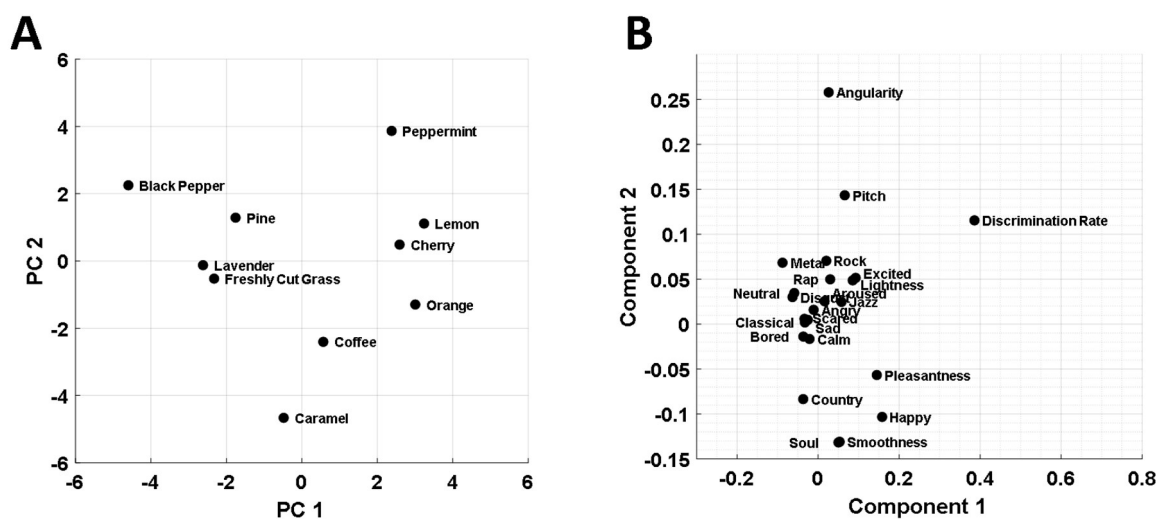 A
6
4
2
0
-2
-4
-6
-6
-4
-2
0
2
4
6
PC 2
PC 1
Peppermint
Black Pepper
Pine
Lemon
Cherry
Lavender
Freshly Cut Grass
Orange
Coffee
Caramel
B
0.25
0.2
0.15
0.1
0.05
0
-0.05
-0.1
-0.15
-0.2
0
0.2
0.4
0.6
0.8
Component 2
Component 1
Angularity
Pitch
Discrimination Rate
Metal
Rock
Rap
Excited
Lightness
Neutral
Disgust
Aroused
Jazz
Angry
Classical
Scared
Sad
Bored
Calm
Pleasantness
Country
Happy
Soul
Smoothness